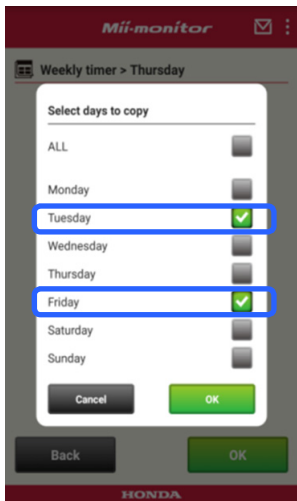 Mii-monitor
Weekly timer > Thursday
Select days to copy
ALL
Monday
Tuesday
Wednesday
Thursday
Friday
Saturday
Sunday
Cancel OK
Back OK
HONDA